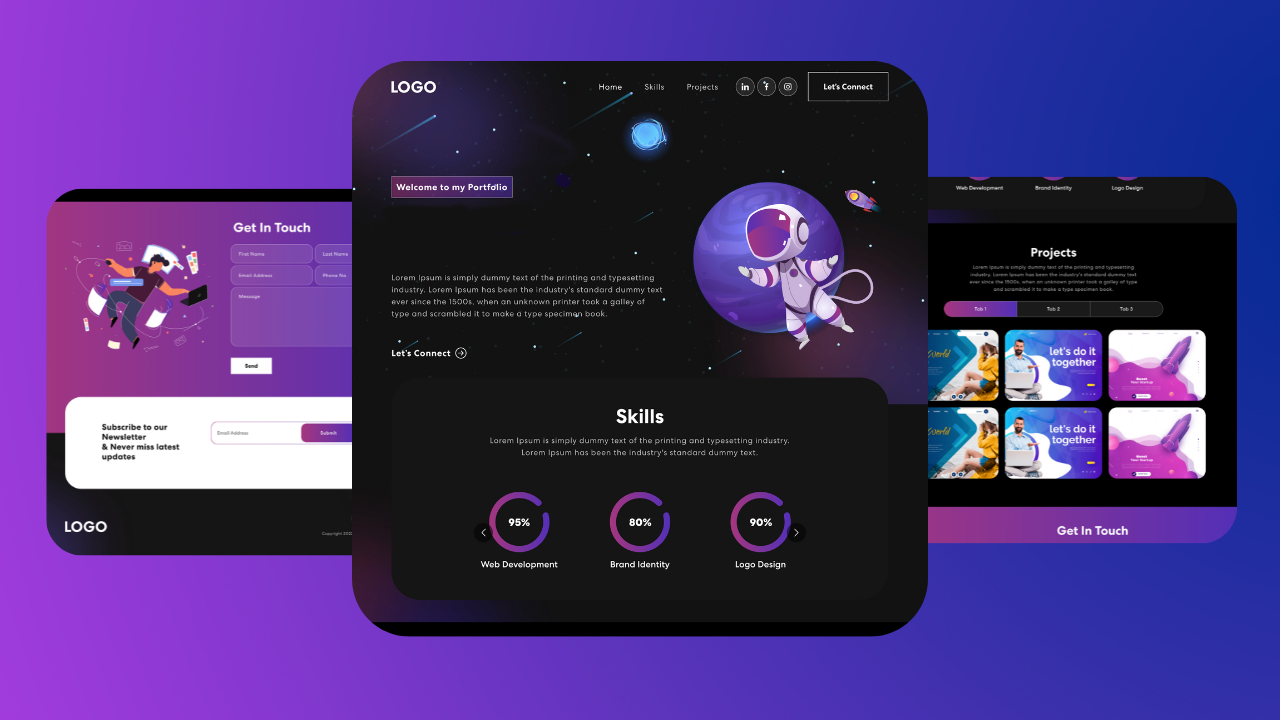 LOGO
Home
Skills
Projects
in
Let's Connect
Welcome to my Portfolio
Lorem Ipsum is simply dummy text of the printing and typesetting
industry. Lorem Ipsum has been the industry's standard dummy text
ever since the 1500s, when an unknown printer took a galley of
type and scrambled it to make a type specimen book.
Let's Connect
Skills
Lorem Ipsum is simply dummy text of the printing and typesetting industry.
Lorem Ipsum has been the industry's standard dummy text.
95%
80%
90%
Web Development
Brand Identity
Logo Design
Get In Touch
First Name
Last Name
Email Address
Phone No
Message
Send
Subscribe to our
Newsletter
& Never miss latest
updates
Email Address
Submit
LOGO
Web Development
Brand Identity
Logo Design
Projects
Lorem Ipsum is simply dummy text of the printing and typesetting
industry. Lorem Ipsum has been the industry's standard dummy text
ever since the 1500s, when an unknown printer took a galley of type
and scrambled it to make a type specimen book.
Tab 1
Tab 2
Tab 3
World
let's do it
together
Boost
Your Startup
World
let's do it
together
Boost
Your Startup
Get In Touch